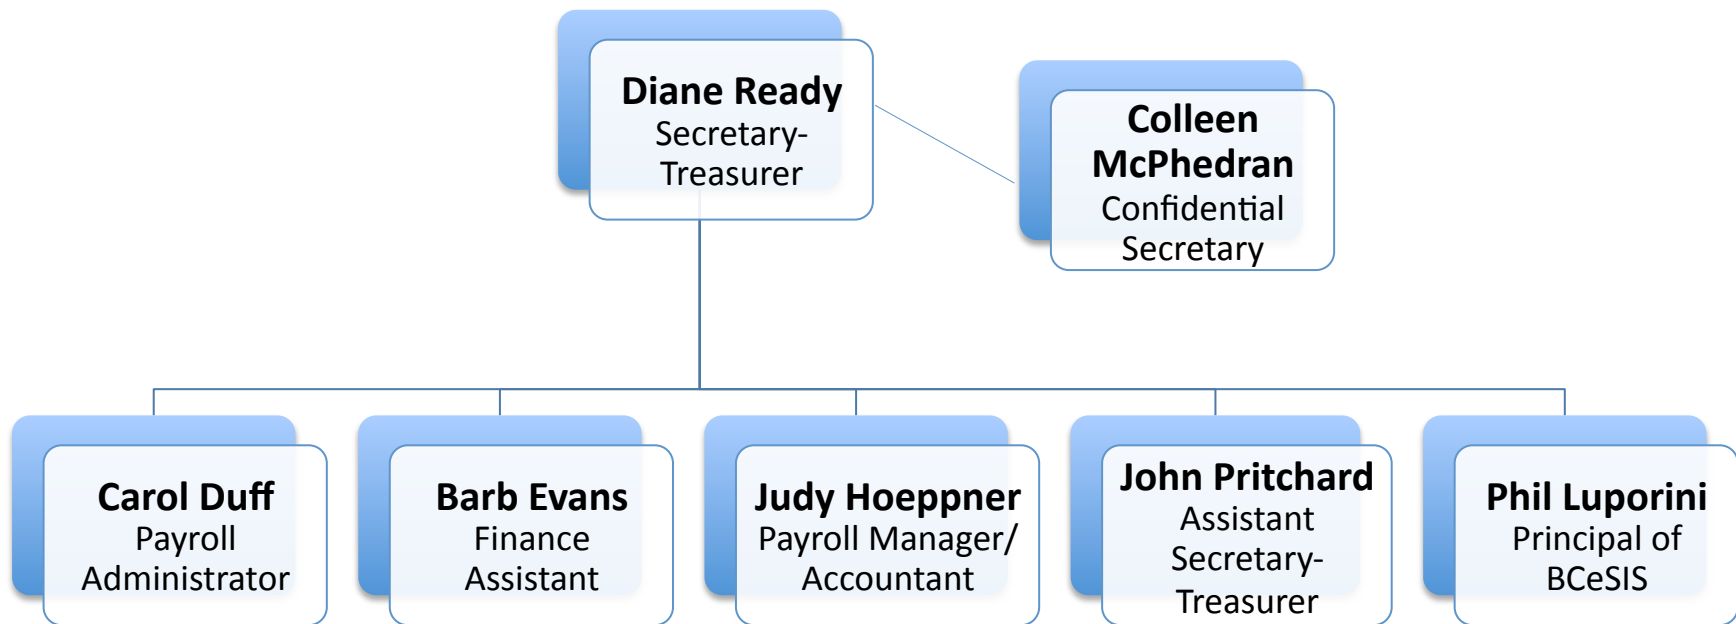 Diane Ready
Secretary-
Treasurer
Colleen
McPhedran
Confidential
Secretary
Carol Duff
Payroll
Administrator
Barb Evans
Finance
Assistant
Judy Hoeppner
Payroll Manager/
Accountant
John Pritchard
Assistant
Secretary-
Treasurer
Phil Luporini
Principal of
BCeSIS